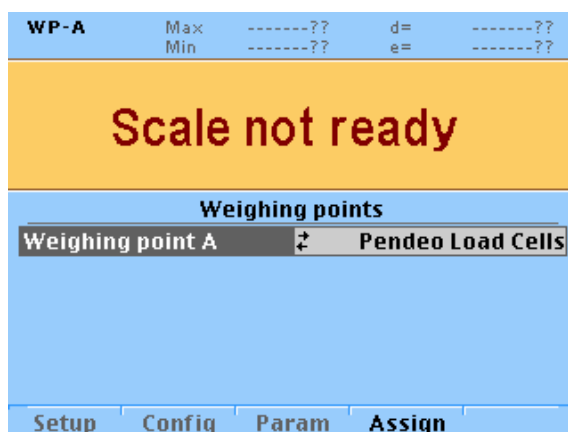 WP-A Max -------?? d= -------??
Min -------?? e= -------??
Scale not ready
Weighing points
Weighing point A Pendeo Load Cells
Setup Config Param Assign